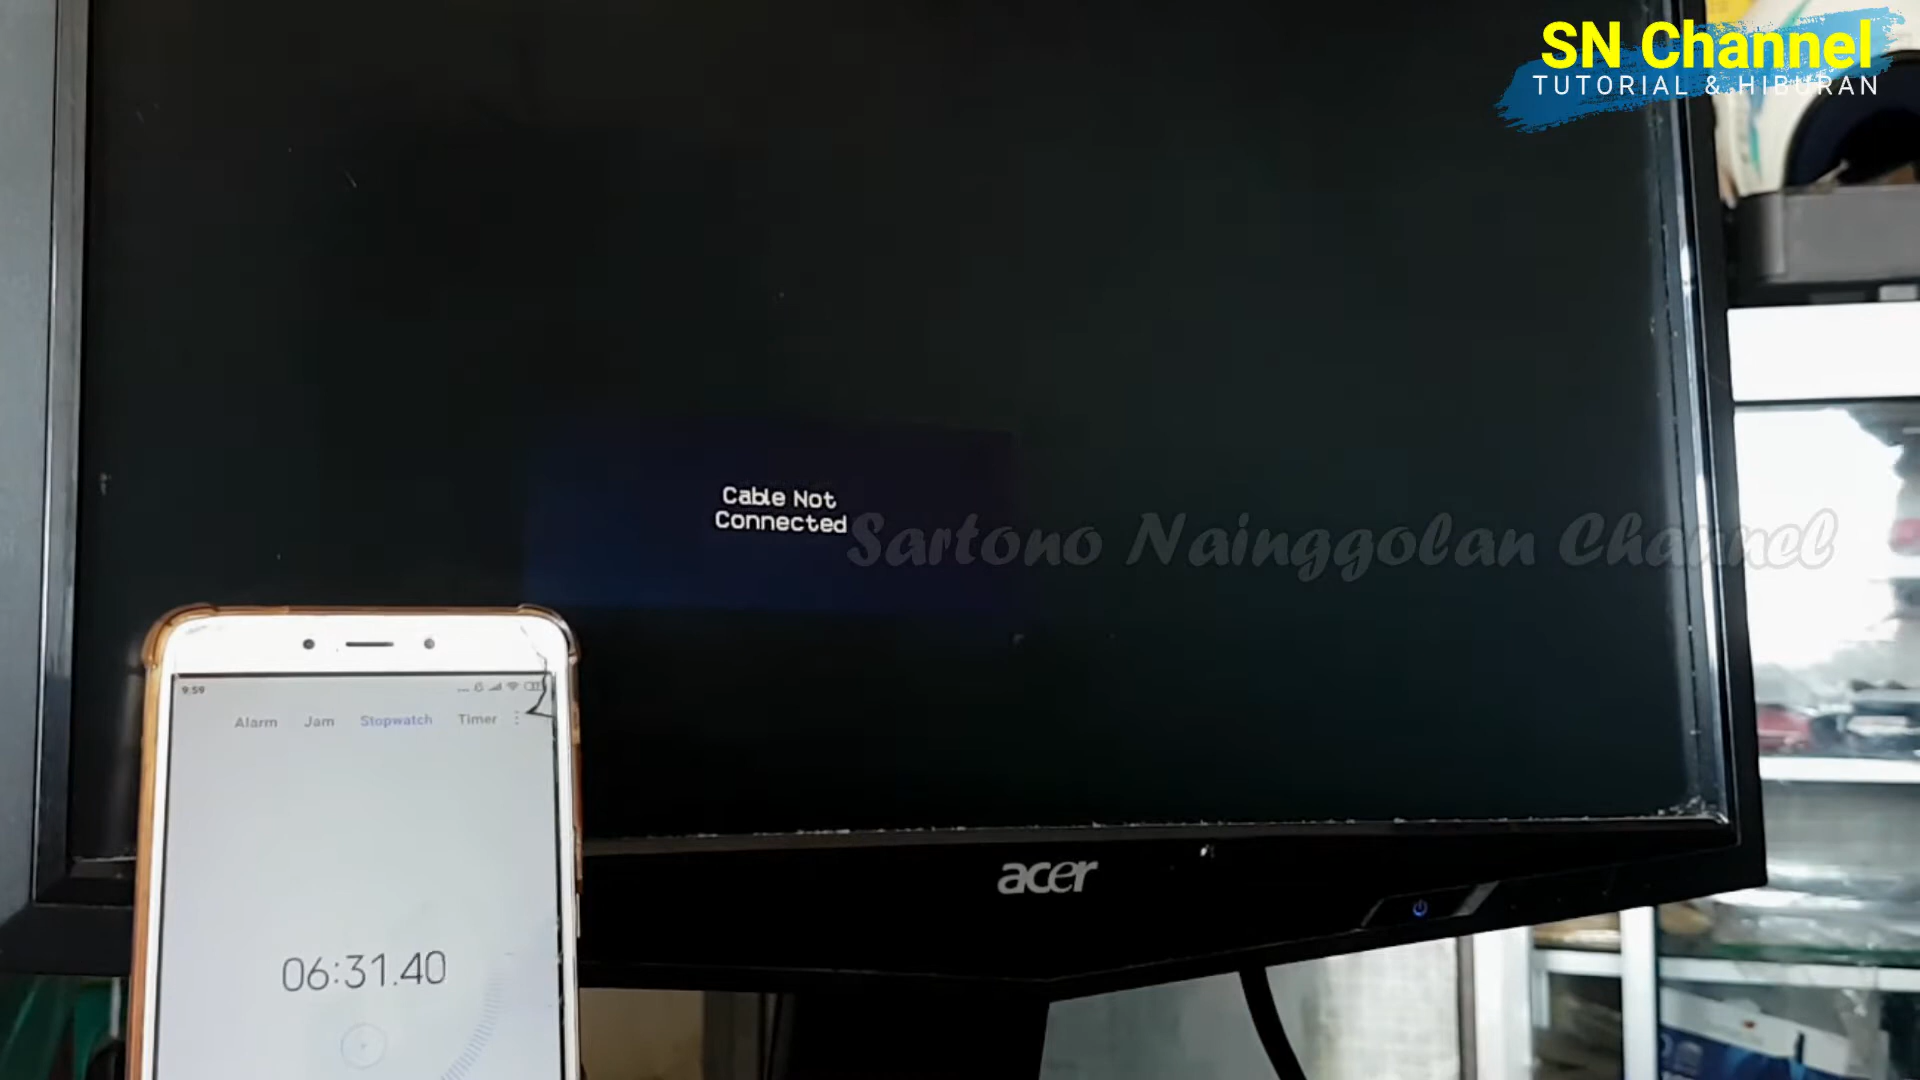 SN Channel
TUTORIAL & HIBURAN
Cable Not
Connected
Sartono Nainggolan Channel
9:59
Alarm Jam Stopwatch Timer
06:31.40
acer